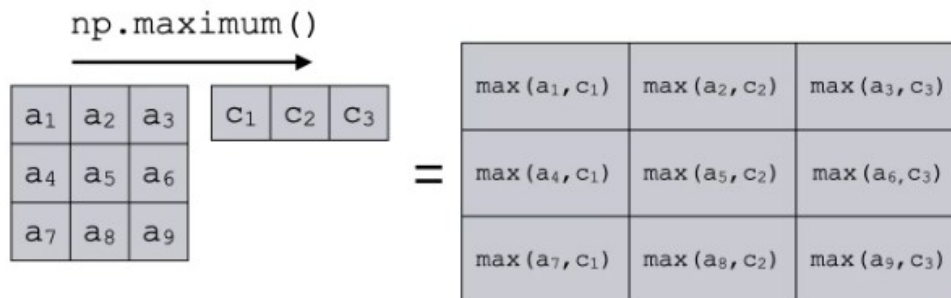 np.maximum()
a₁ a₂ a₃
a₄ a₅ a₆
a₇ a₈ a₉
c₁ c₂ c₃
=
max(a₁,c₁) max(a₂,c₂) max(a₃,c₃)
max(a₄,c₁) max(a₅,c₂) max(a₆,c₃)
max(a₇,c₁) max(a₈,c₂) max(a₉,c₃)